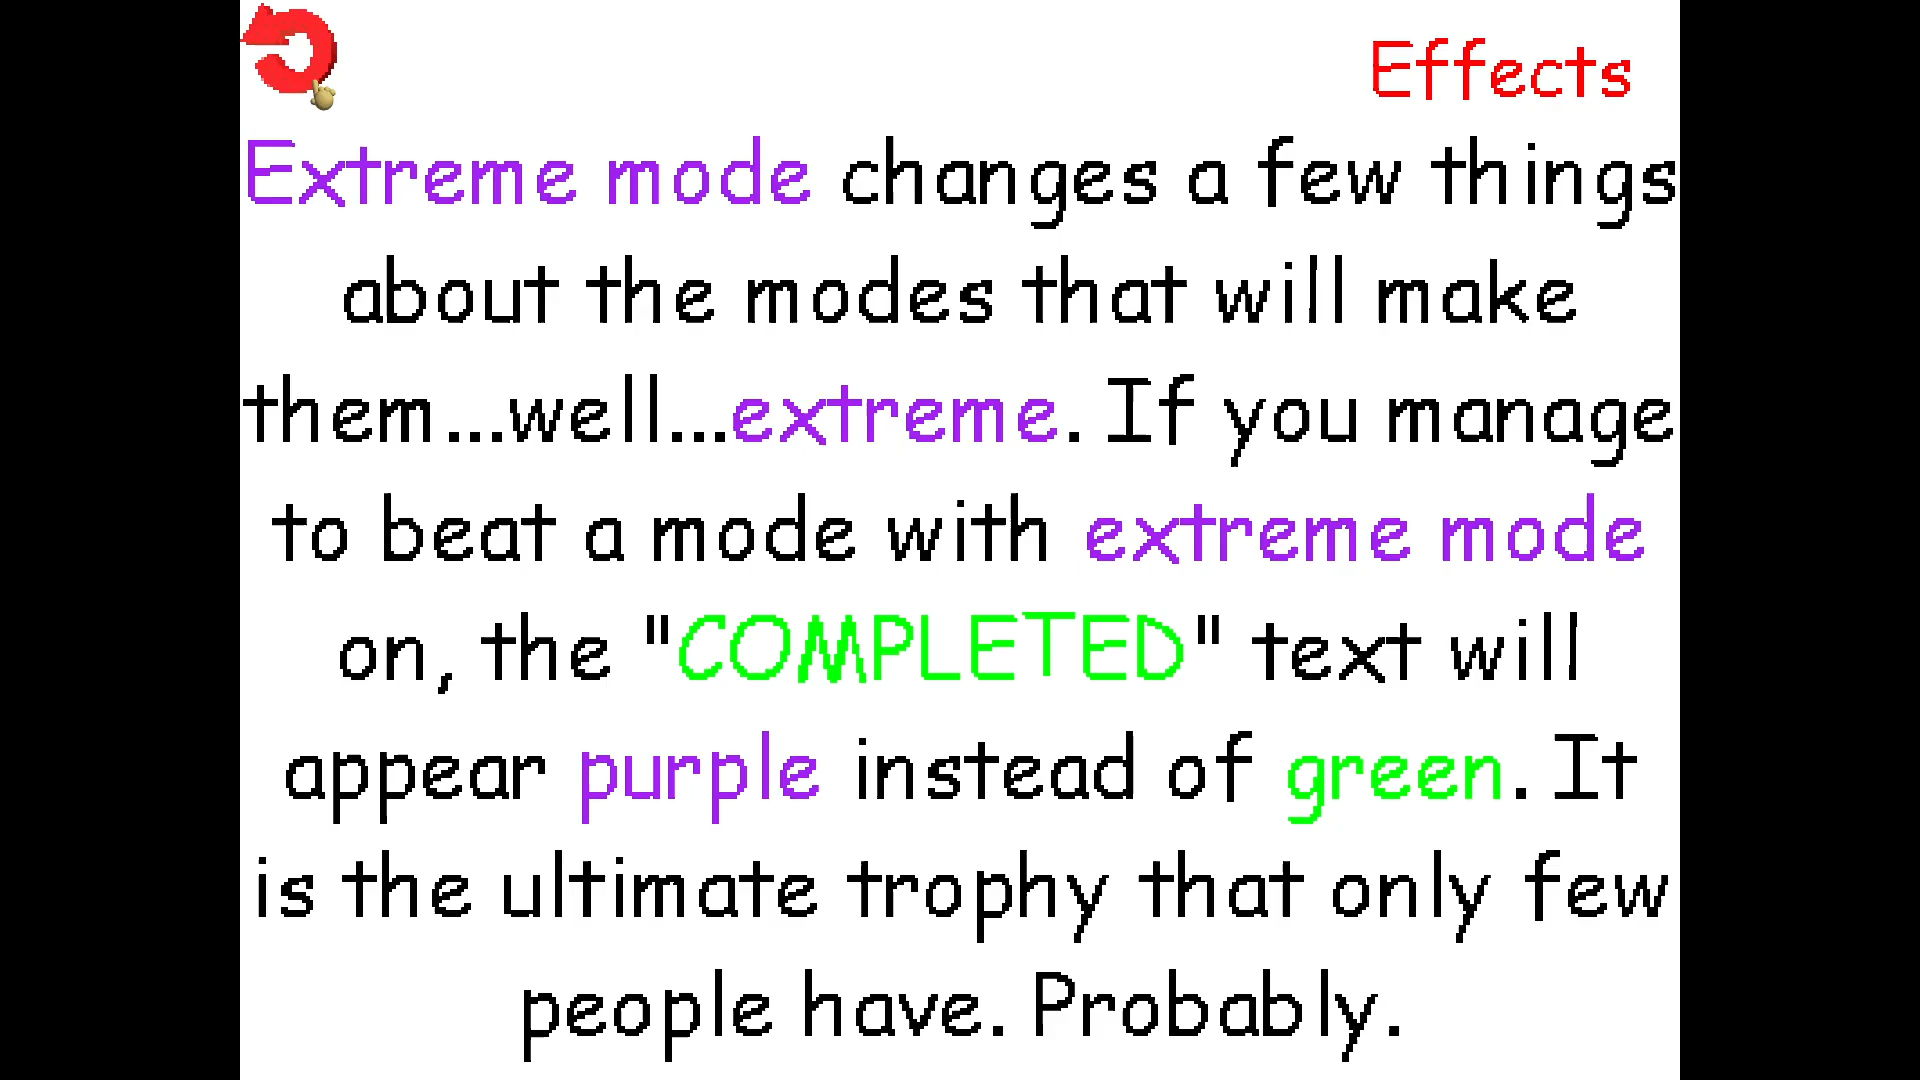 Effects
Extreme mode changes a few things
about the modes that will make
them...well...extreme. If you manage
to beat a mode with extreme mode
on, the "COMPLETED" text will
appear purple instead of green. It
is the ultimate trophy that only few
people have. Probably.